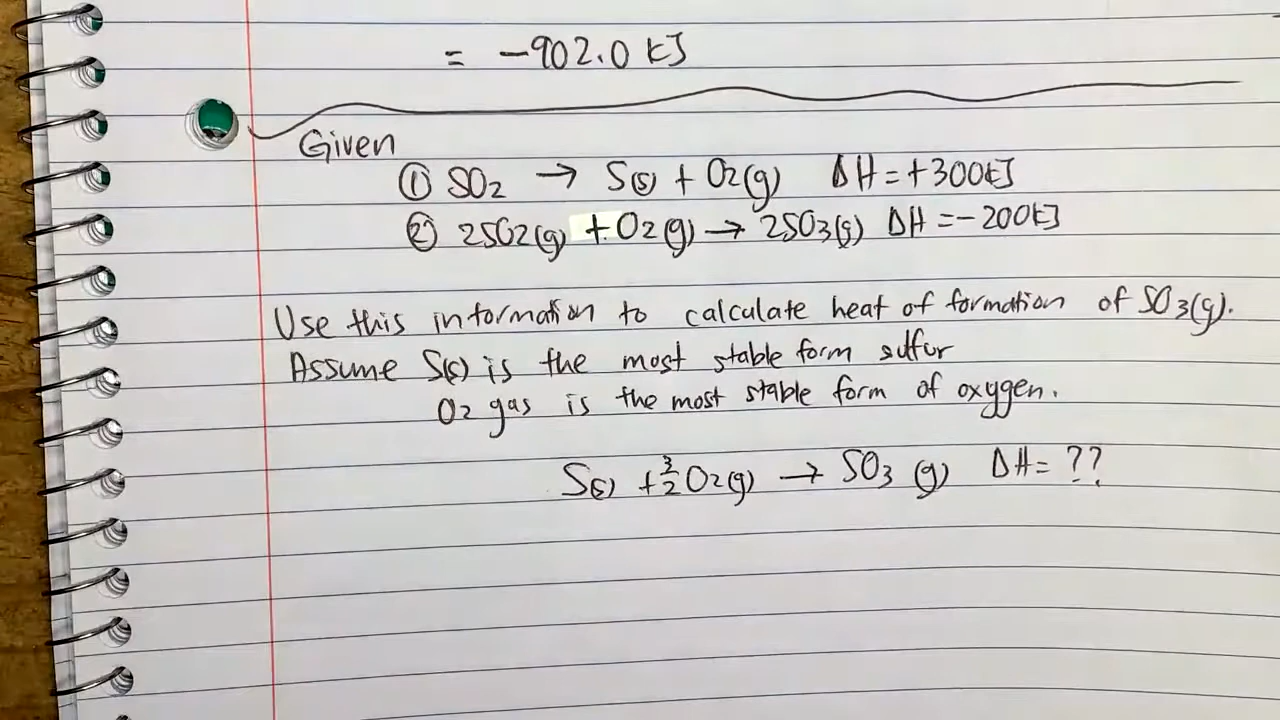 = -902.0 kJ
Given
① SO2 → S(s) + O2(g) ΔH = +300kJ
② 2SO2(g) + O2(g) → 2SO3(g) ΔH = -200kJ
Use this information to calculate heat of formation of SO3(g).
Assume S(s) is the most stable form sulfur
O2 gas is the most stable form of oxygen.
S(s) + 3/2 O2(g) → SO3 (g) ΔH = ??